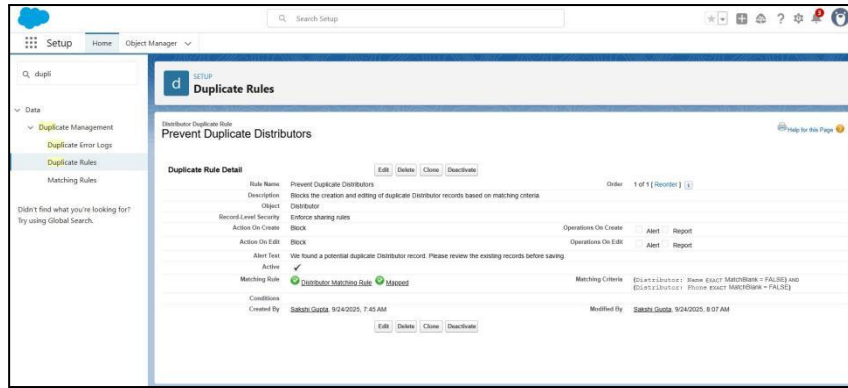 Search Setup
Setup Home Object Manager
dupli
Data
Duplicate Management
Duplicate Error Logs
Duplicate Rules
Matching Rules
Didn't find what you're looking for?
Try using Global Search.
SETUP
Duplicate Rules
Distributor Duplicate Rule
Prevent Duplicate Distributors
Help for this Page
Duplicate Rule Detail Edit Delete Clone Deactivate
Rule Name Prevent Duplicate Distributors Order 1 of 1 [ Reorder ]
Description Blocks the creation and editing of duplicate Distributor records based on matching criteria.
Object Distributor
Record-Level Security Enforce sharing rules
Action On Create Block Operations On Create Alert Report
Action On Edit Block Operations On Edit Alert Report
Alert Text We found a potential duplicate Distributor record. Please review the existing records before saving.
Active
Matching Rule Distributor Matching Rule Mapped Matching Criteria (Distributor: Name EXACT MatchBlank = FALSE) AND
(Distributor: Phone EXACT MatchBlank = FALSE)
Conditions
Created By Sakshi Gupta, 9/24/2025, 7:45 AM Modified By Sakshi Gupta, 9/24/2025, 8:07 AM
Edit Delete Clone Deactivate